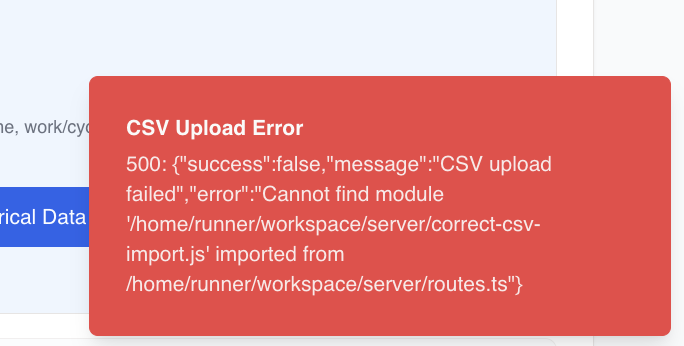 CSV Upload Error
500: {"success":false,"message":"CSV upload
failed","error":"Cannot find module
'/home/runner/workspace/server/correct-csv-
import.js' imported from
/home/runner/workspace/server/routes.ts"}
work/cyc
rical Data